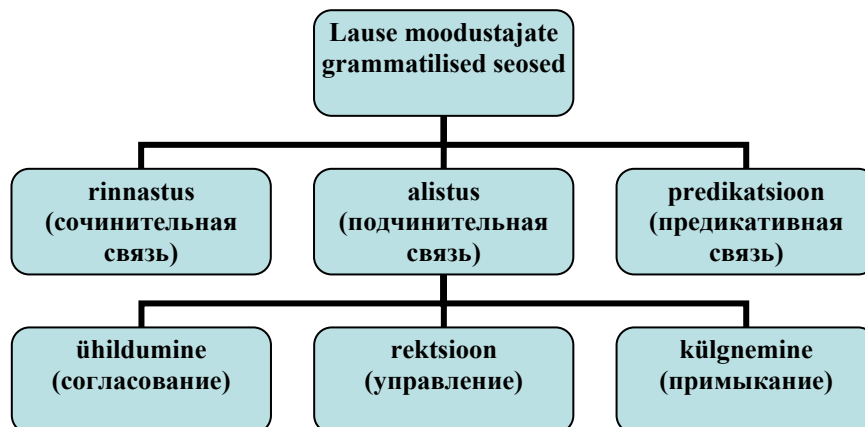 Lause moodustajate
grammatilised seosed
rinnastus
(сочинительная
связь)
alistus
(подчинительная
связь)
predikatsioon
(предикативная
связь)
ühildumine
(согласование)
rektsioon
(управление)
külgnemine
(примыкание)